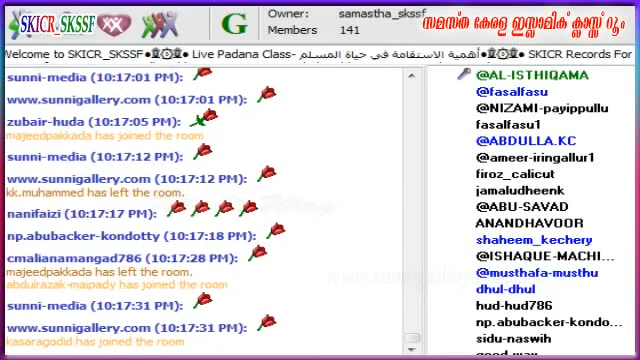 SKICR_SKSSF
G
Owner: samastha_skssf
Members 141
സമസ്ത കേരള ഇസ്ലാമിക് ക്ലാസ്സ് റൂം
Welcome to SKICR_SKSSF●۩۞۩● Live Padana Class- أهمية الاستقامة في حياة المسلم●۩۞۩● SKICR Records For
sunni-media (10:17:01 PM):
www.sunnigallery.com (10:17:01 PM):
zubair-huda (10:17:05 PM):
majeedpakkada has joined the room
sunni-media (10:17:12 PM):
www.sunnigallery.com (10:17:12 PM):
kk.muhammed has left the room.
nanifaizi (10:17:17 PM):
np.abubacker-kondotty (10:17:18 PM):
cmalianamangad786 (10:17:28 PM):
majeedpakkada has left the room.
abdulrazak-maipady has joined the room
sunni-media (10:17:31 PM):
www.sunnigallery.com (10:17:31 PM):
kasaragodid has joined the room
@AL-ISTHIQAMA
@fasalfasu
@NIZAMI-payippullu
fasalfasu1
@ABDULLA.KC
@ameer-iringallur1
firoz_calicut
jamaludheenk
@ABU-SAVAD
ANANDHAVOOR
shaheem_kechery
@ISHAQUE-MACHI...
@musthafa-musthu
dhul-dhul
hud-hud786
np.abubacker-kondo...
sidu-naswih